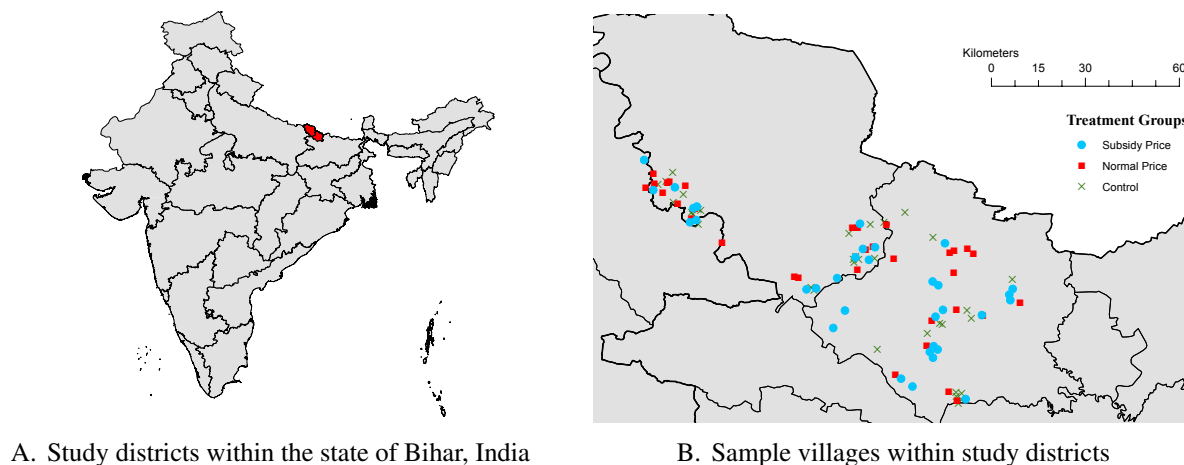 Kilometers
0 15 30 60
Treatment Groups
Subsidy Price
Normal Price
Control
A. Study districts within the state of Bihar, India
B. Sample villages within study districts